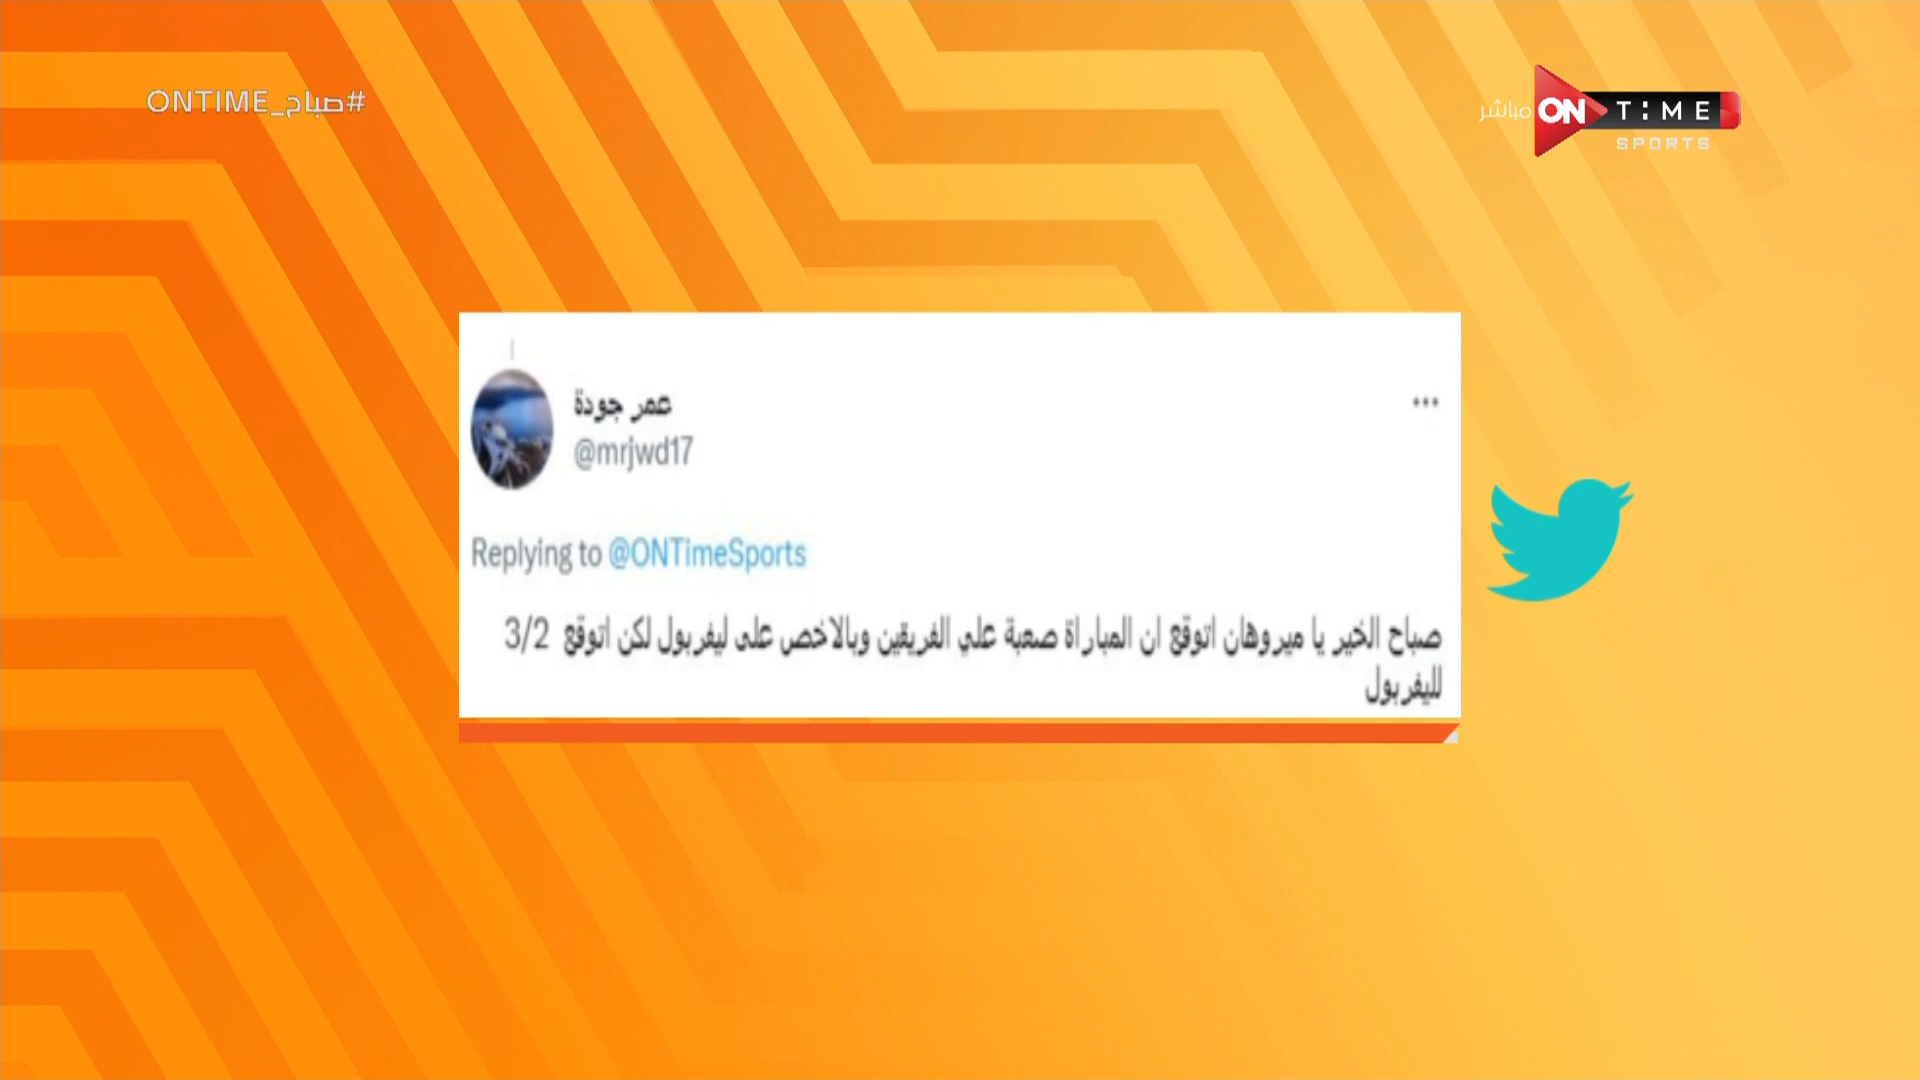 #صباح_ONTIME
مباشر
ON TIME
SPORTS
عمر جودة
@mrjwd17
Replying to @ONTimeSports
صباح الخير يا ميروهان اتوقع ان المباراة صعبة علي الفريقين وبالاخص على ليفربول لكن اتوقع 3/2
لليفربول